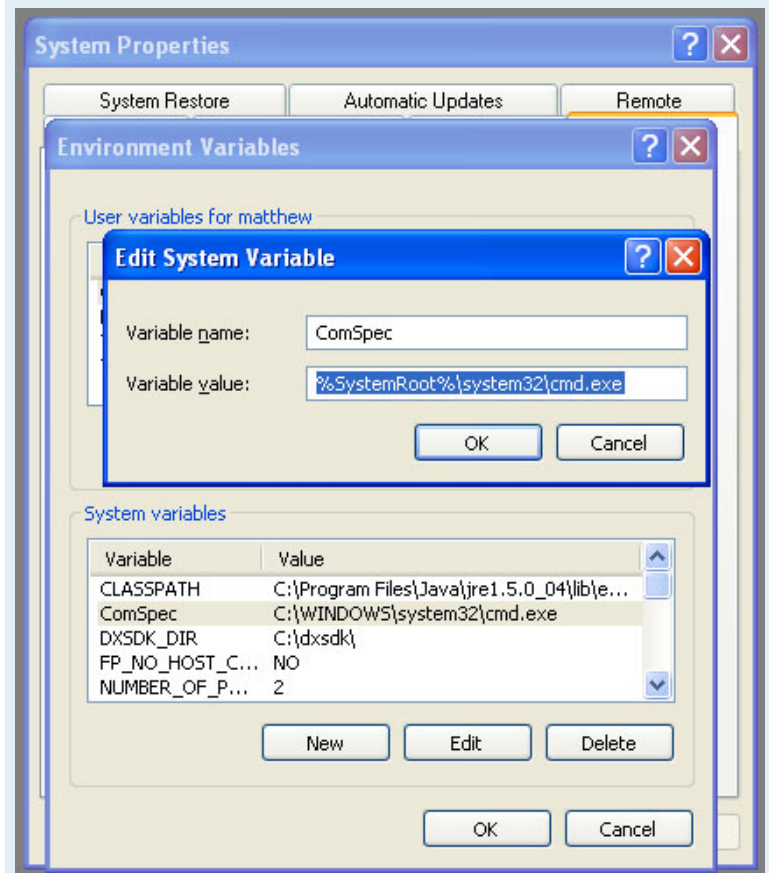 System Properties
System Restore Automatic Updates Remote
Environment Variables
User variables for matthew
Edit System Variable
Variable name: ComSpec
Variable value: %SystemRoot%\system32\cmd.exe
OK Cancel
System variables
Variable Value
CLASSPATH C:\Program Files\Java\jre1.5.0_04\lib\e...
ComSpec C:\WINDOWS\system32\cmd.exe
DXSDK_DIR C:\dxsdk\
FP_NO_HOST_C... NO
NUMBER_OF_P... 2
New Edit Delete
OK Cancel